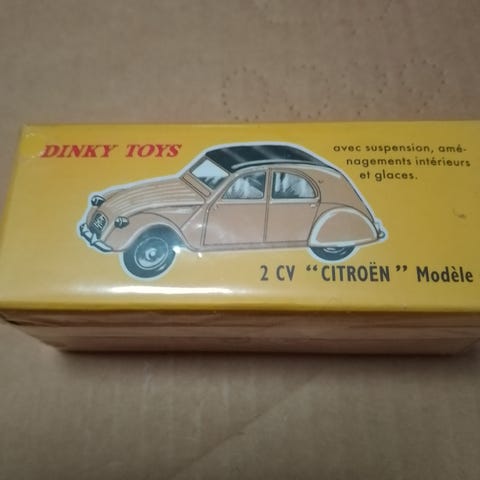 DINKY TOYS
avec suspension, amé-
nagements intérieurs
et glaces.
2 CV "CITROËN" Modèle